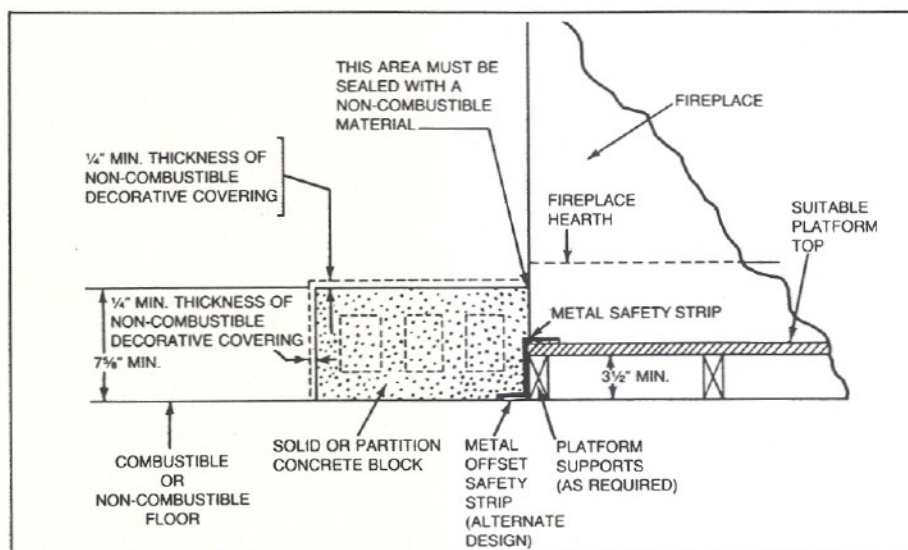 THIS AREA MUST BE
SEALED WITH A
NON-COMBUSTIBLE
MATERIAL
FIREPLACE
¼" MIN. THICKNESS OF
NON-COMBUSTIBLE
DECORATIVE COVERING
FIREPLACE
HEARTH
SUITABLE
PLATFORM
TOP
¼" MIN. THICKNESS OF
NON-COMBUSTIBLE
DECORATIVE COVERING
7⅝" MIN.
METAL SAFETY STRIP
3½" MIN.
COMBUSTIBLE
OR
NON-COMBUSTIBLE
FLOOR
SOLID OR PARTITION
CONCRETE BLOCK
METAL
OFFSET
SAFETY
STRIP
(ALTERNATE
DESIGN)
PLATFORM
SUPPORTS
(AS REQUIRED)